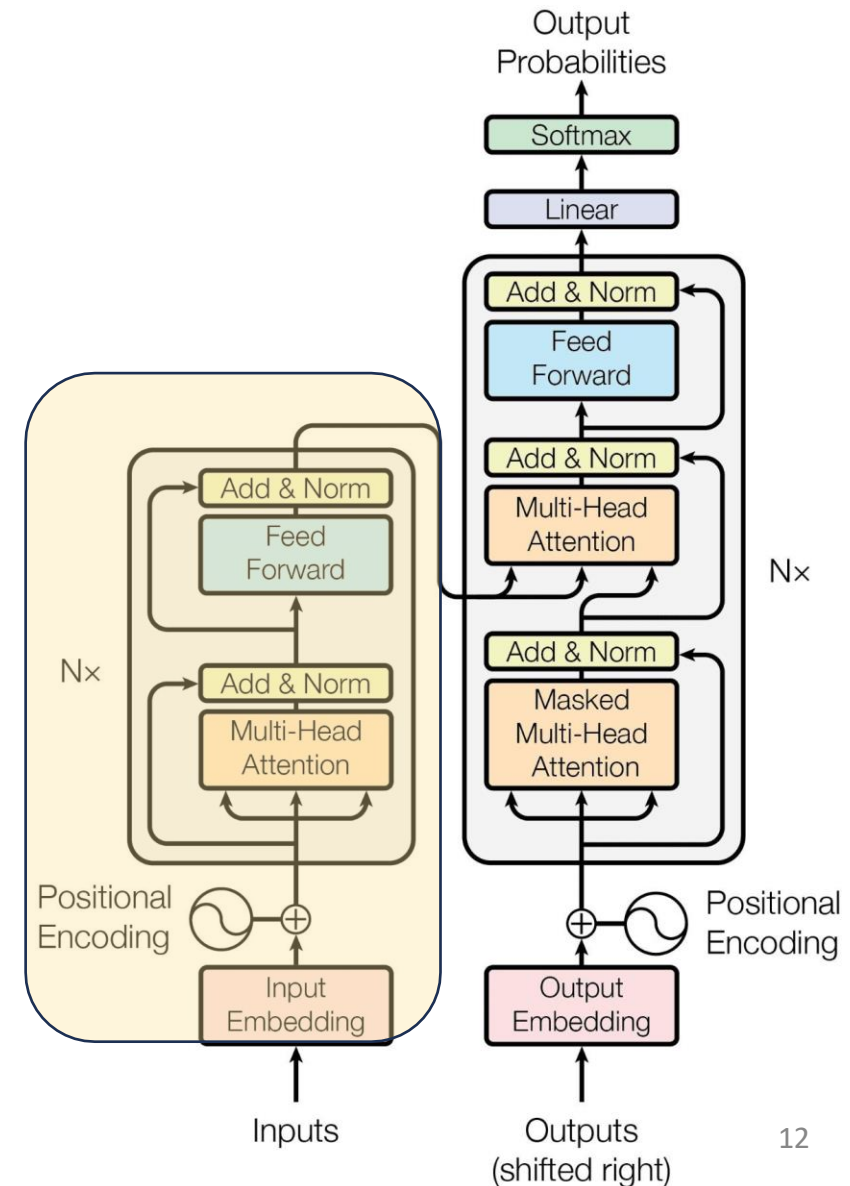 Output
Probabilities
Softmax
Linear
Add & Norm
Feed
Forward
Add & Norm
Multi-Head
Attention
Add & Norm
Masked
Multi-Head
Attention
N×
Positional
Encoding
Output
Embedding
Outputs
(shifted right)
Add & Norm
Feed
Forward
Add & Norm
Multi-Head
Attention
N×
Positional
Encoding
Input
Embedding
Inputs
12